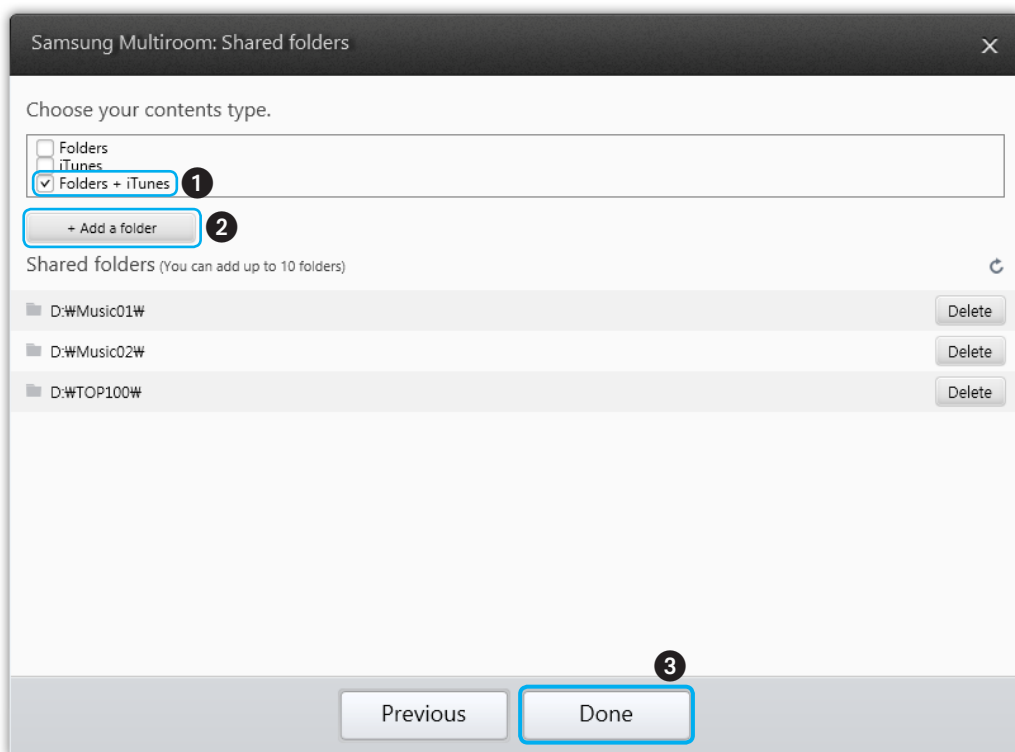 Samsung Multiroom: Shared folders
Choose your contents type.
Folders
iTunes
Folders + iTunes 1
+ Add a folder 2
Shared folders (You can add up to 10 folders)
D:₩Music01₩ Delete
D:₩Music02₩ Delete
D:₩TOP100₩ Delete
3
Previous Done